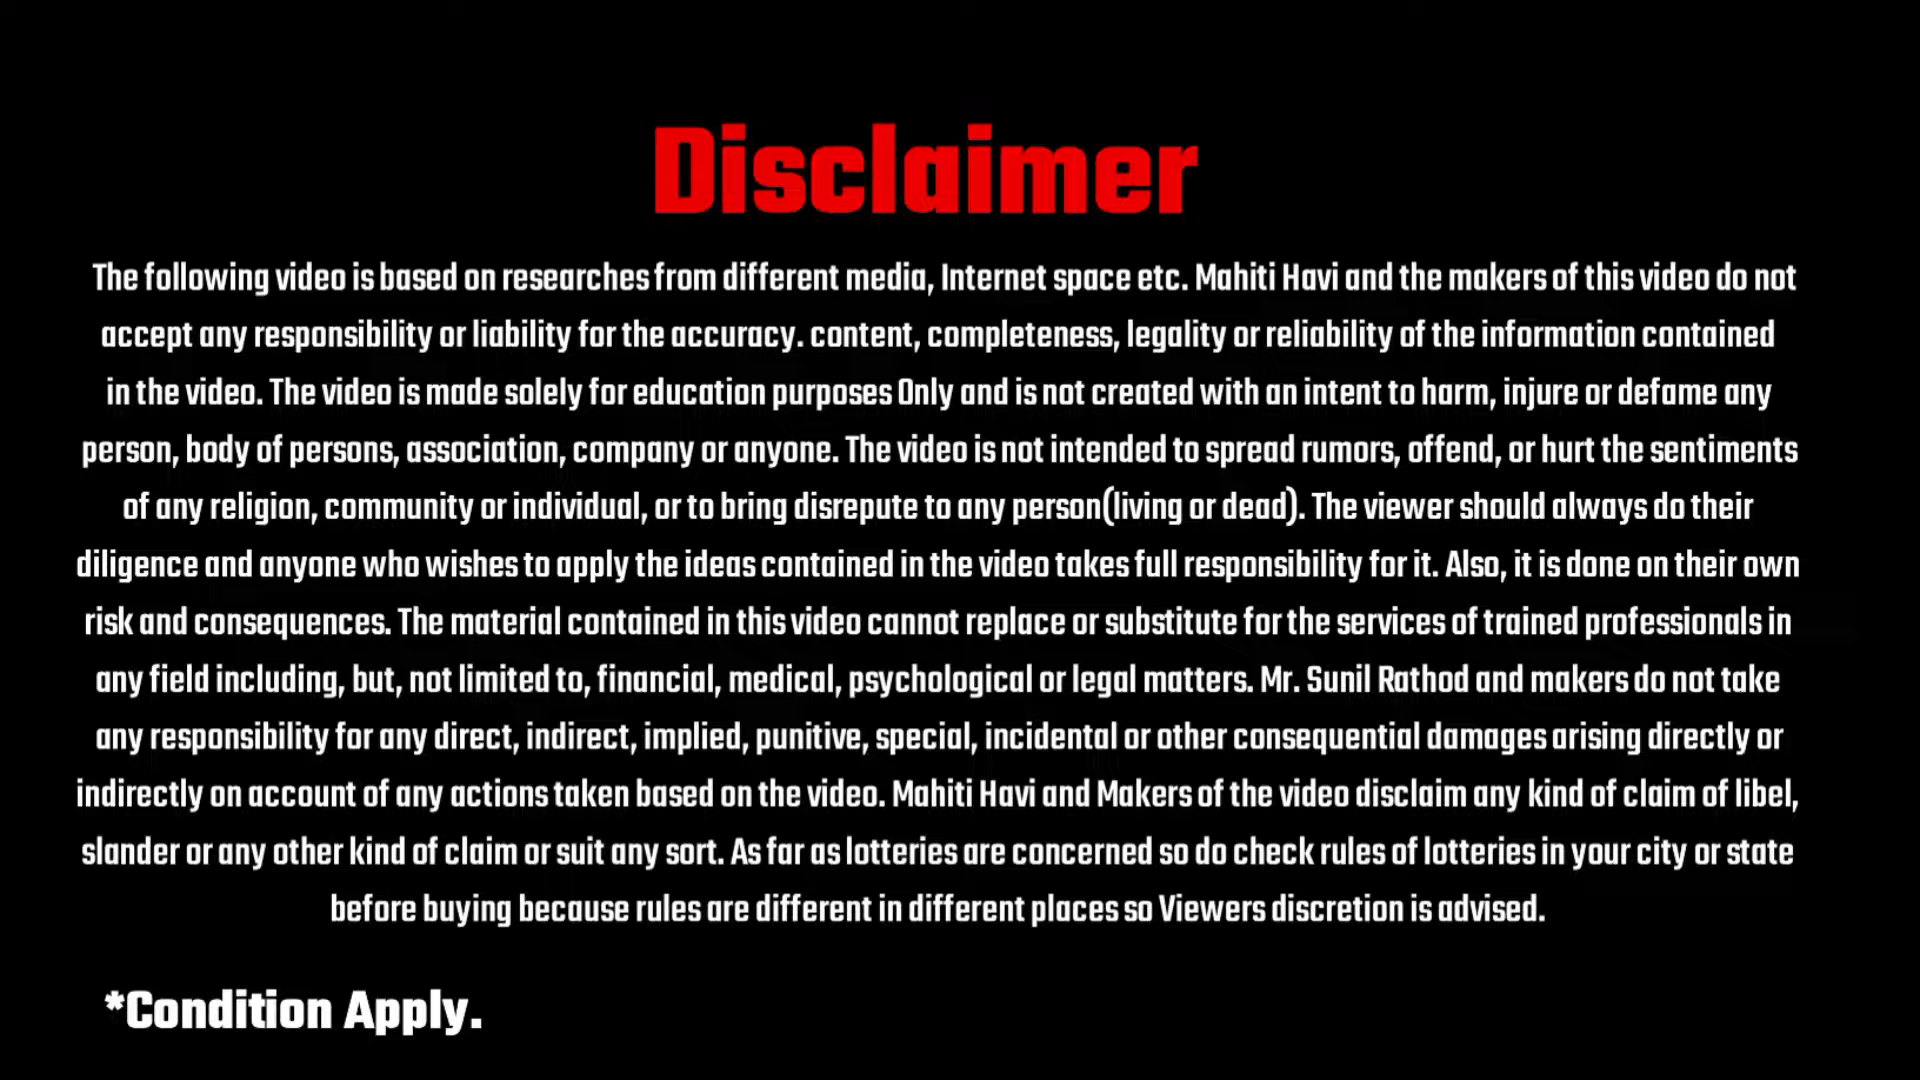 Disclaimer
The following video is based on researches from different media, Internet space etc. Mahiti Havi and the makers of this video do not
accept any responsibility or liability for the accuracy. content, completeness, legality or reliability of the information contained
in the video. The video is made solely for education purposes Only and is not created with an intent to harm, injure or defame any
person, body of persons, association, company or anyone. The video is not intended to spread rumors, offend, or hurt the sentiments
of any religion, community or individual, or to bring disrepute to any person(living or dead). The viewer should always do their
diligence and anyone who wishes to apply the ideas contained in the video takes full responsibility for it. Also, it is done on their own
risk and consequences. The material contained in this video cannot replace or substitute for the services of trained professionals in
any field including, but, not limited to, financial, medical, psychological or legal matters. Mr. Sunil Rathod and makers do not take
any responsibility for any direct, indirect, implied, punitive, special, incidental or other consequential damages arising directly or
indirectly on account of any actions taken based on the video. Mahiti Havi and Makers of the video disclaim any kind of claim of libel,
slander or any other kind of claim or suit any sort. As far as lotteries are concerned so do check rules of lotteries in your city or state
before buying because rules are different in different places so Viewers discretion is advised.
*Condition Apply.